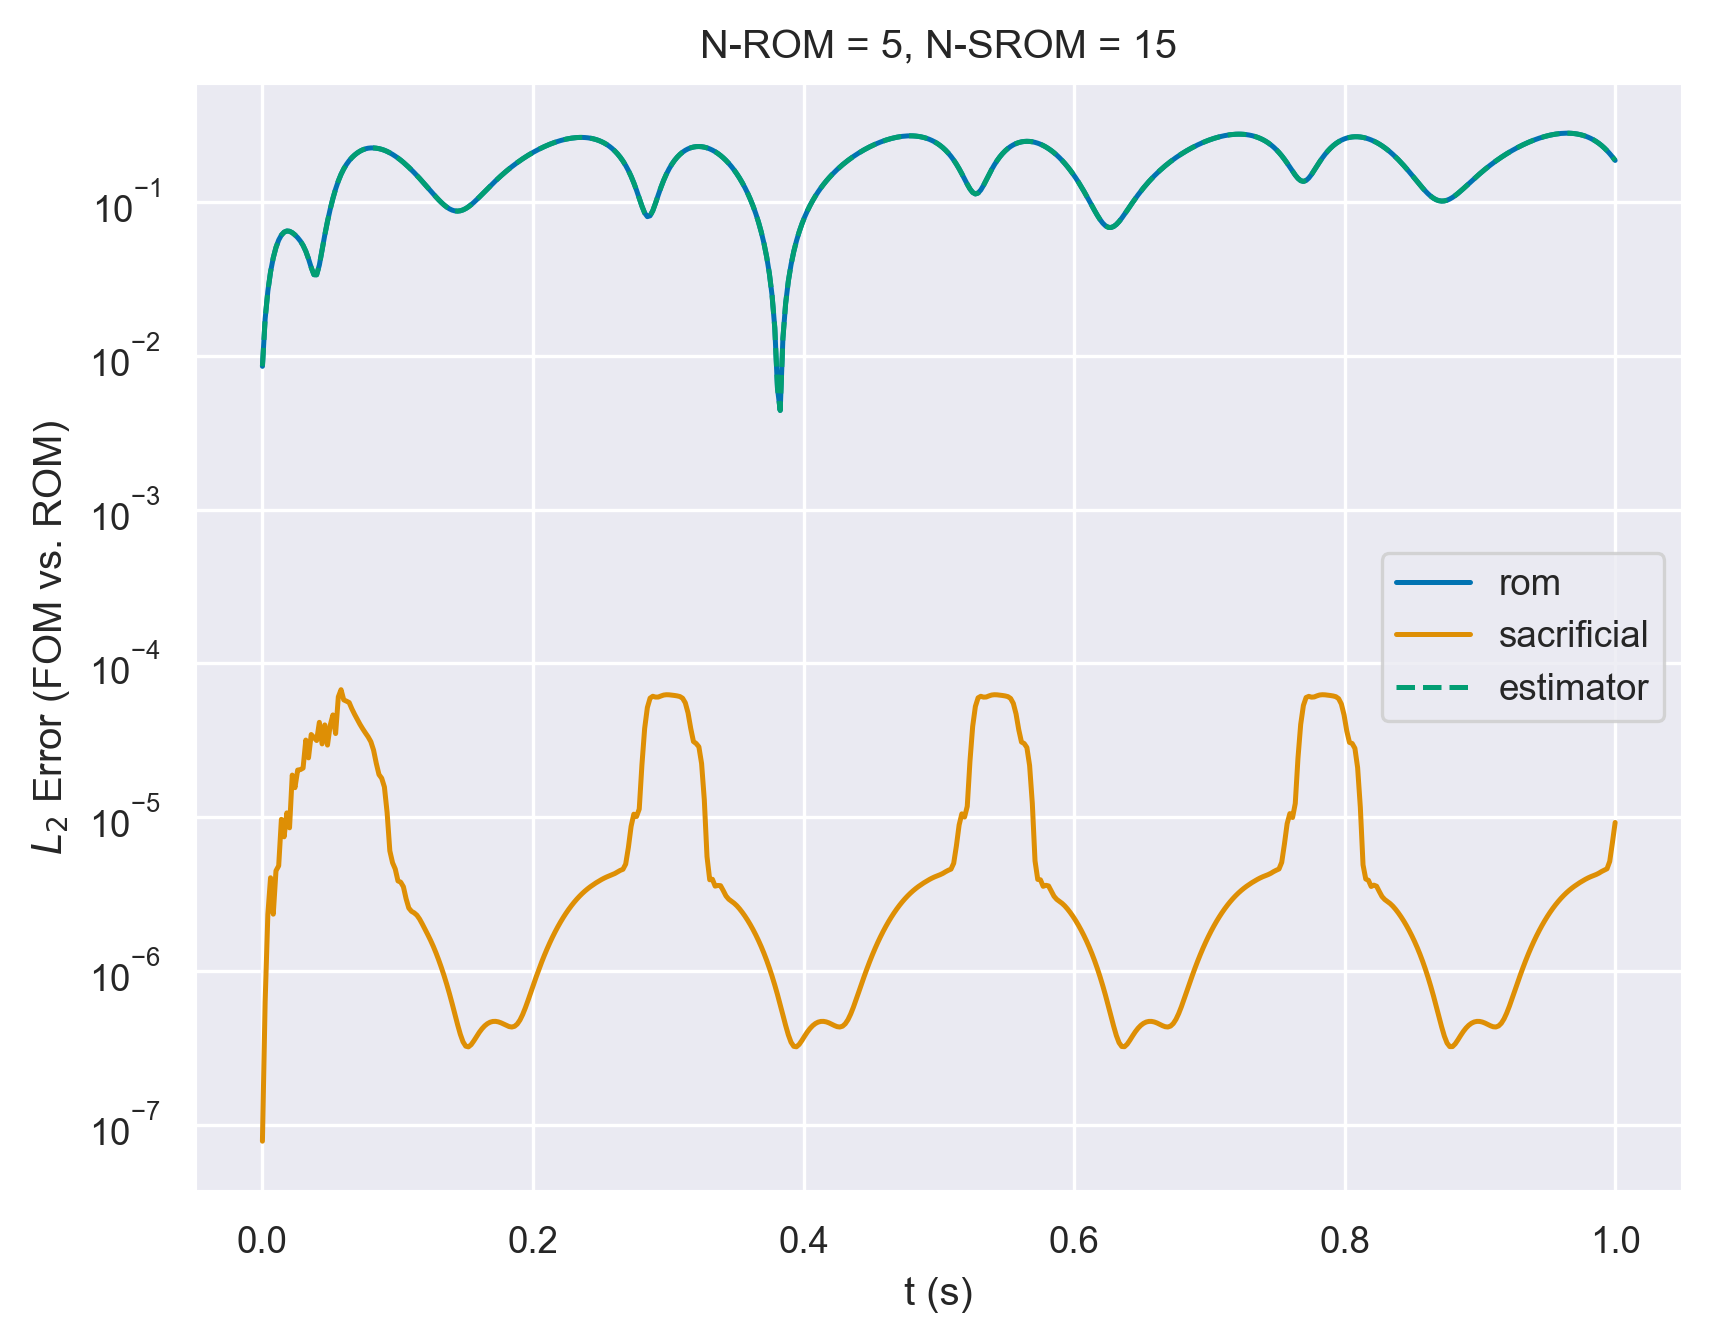 N-ROM = 5, N-SROM = 15
L₂ Error (FOM vs. ROM)
10⁻¹
10⁻²
10⁻³
10⁻⁴
10⁻⁵
10⁻⁶
10⁻⁷
rom
sacrificial
estimator
0.0 0.2 0.4 0.6 0.8 1.0
t (s)